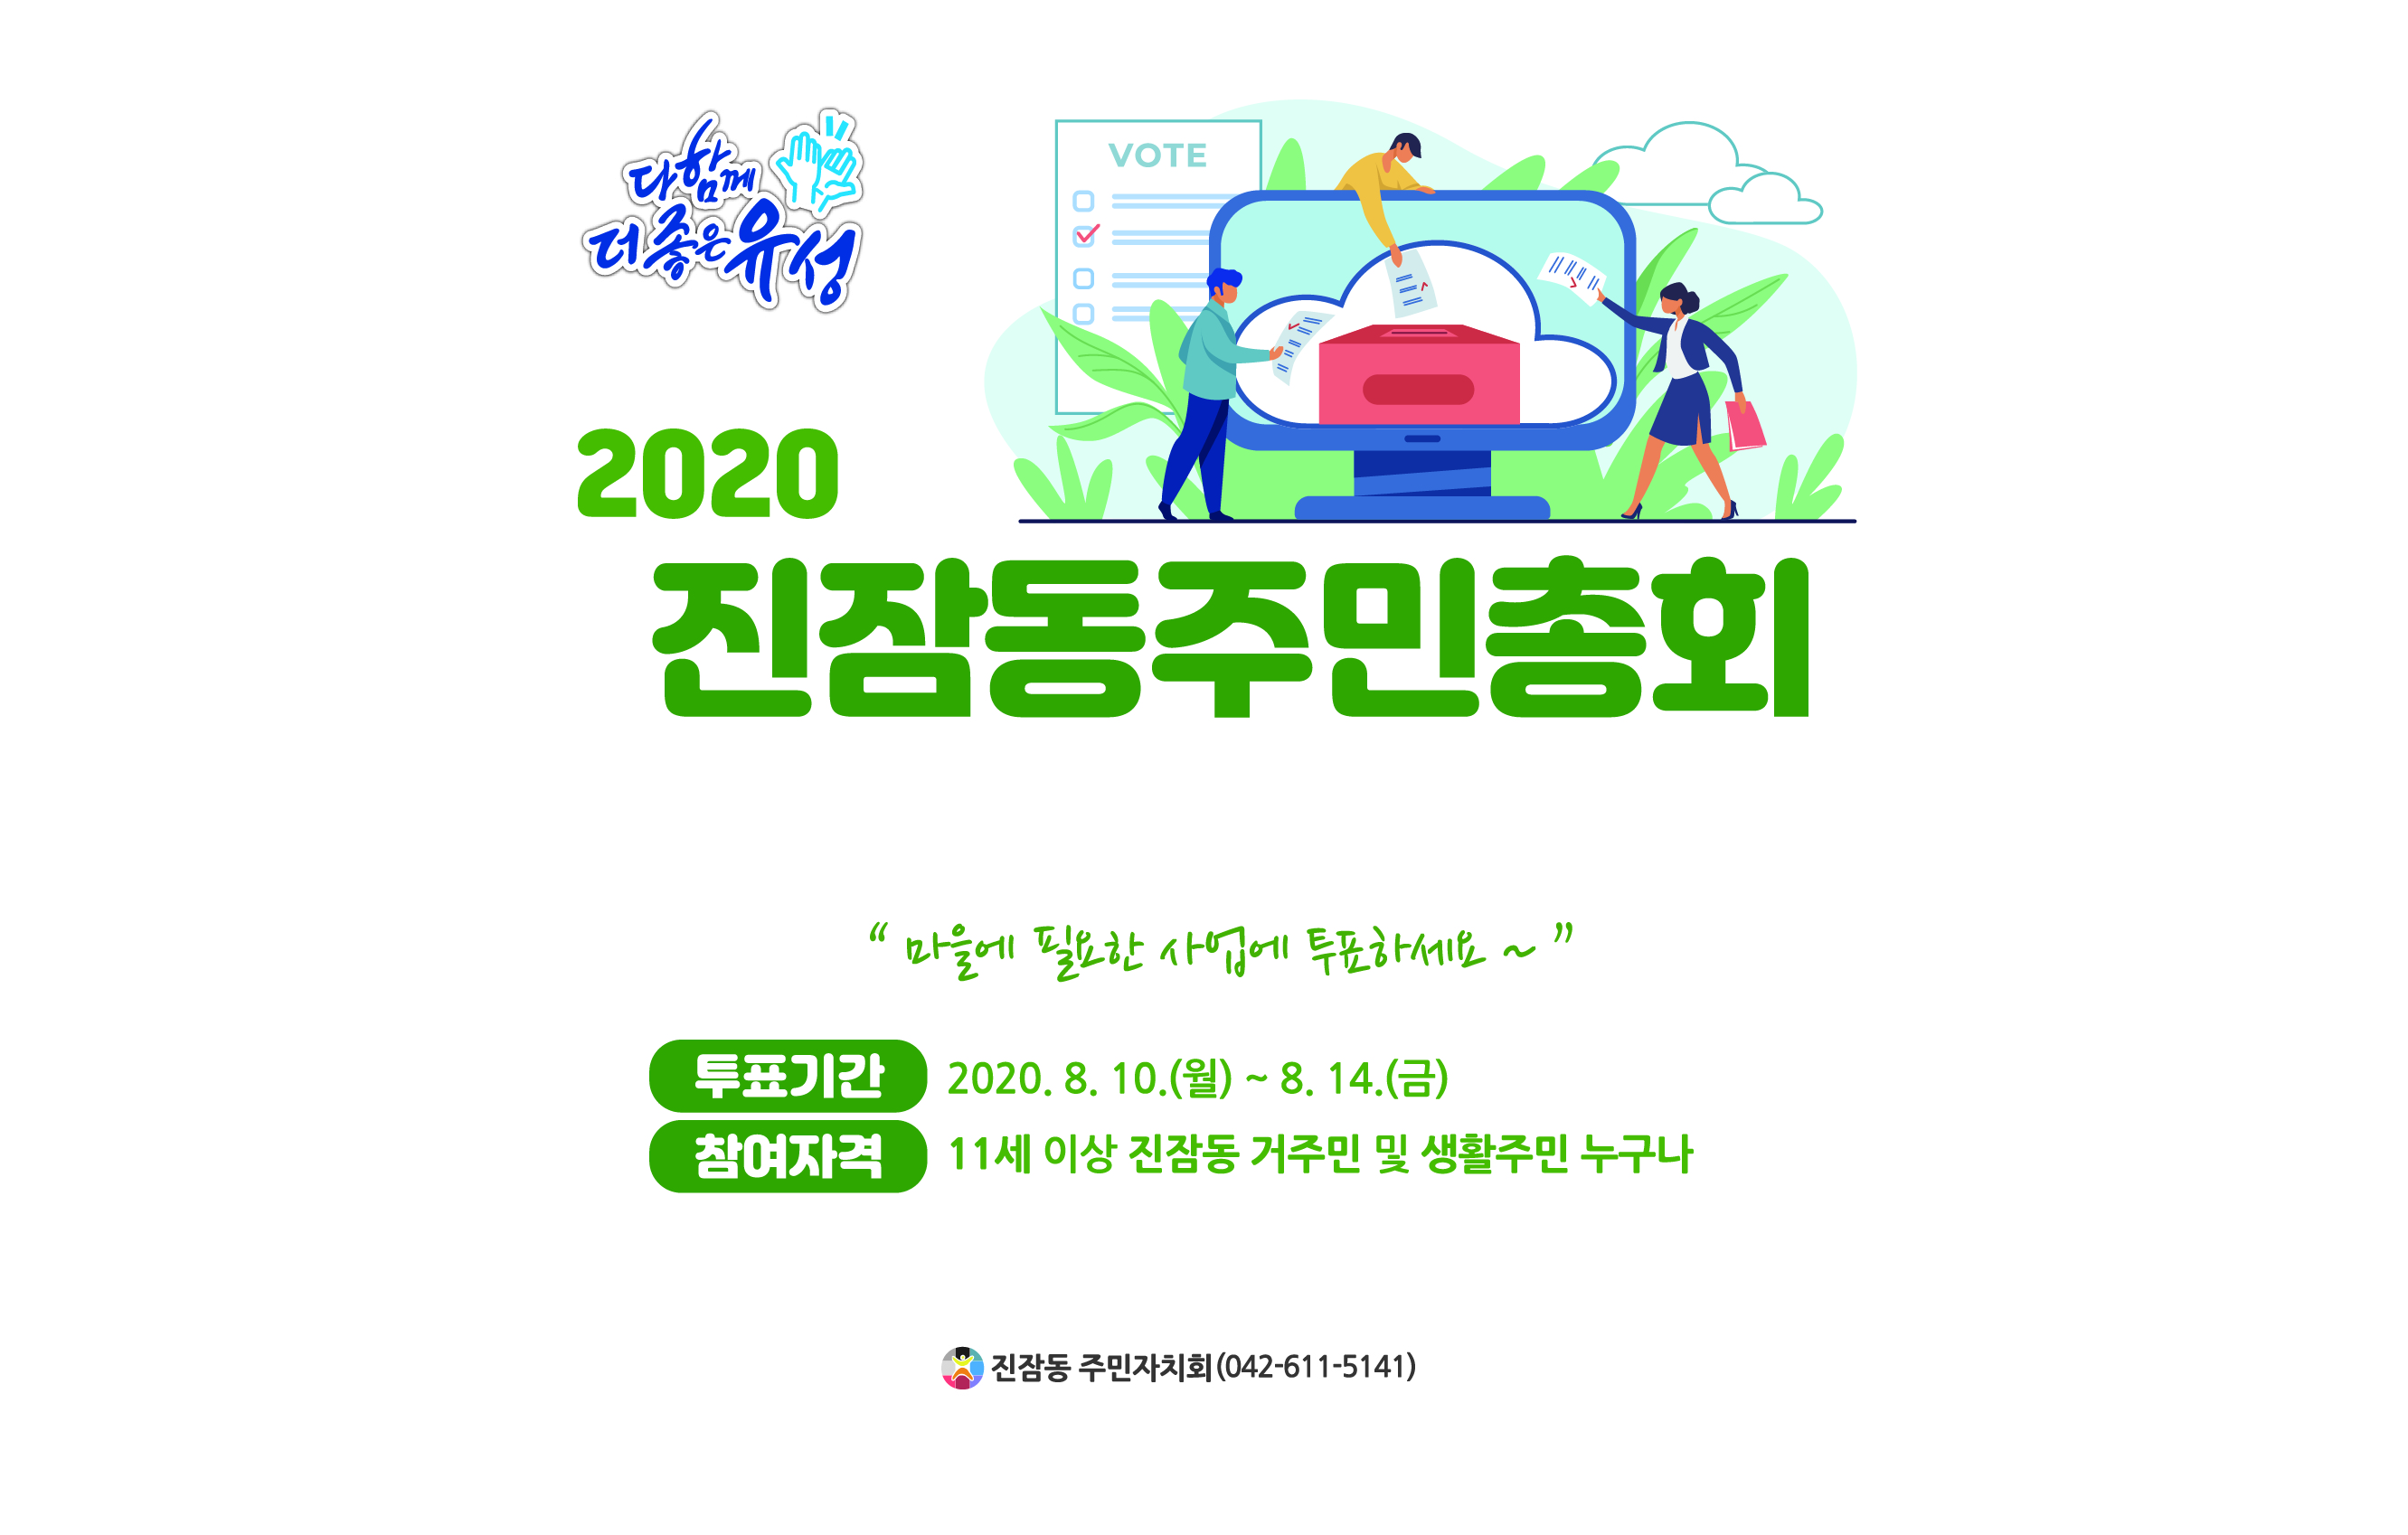 다함께
더좋은유성
VOTE
2020
진잠동주민총회
“ 마을에 필요한 사업에 투표하세요 ~ ”
투표기간 2020. 8. 10.(월) ~ 8. 14.(금)
참여자격 11세 이상 진잠동 거주민 및 생활주민 누구나
진잠동 주민자치회(042-611-5141)